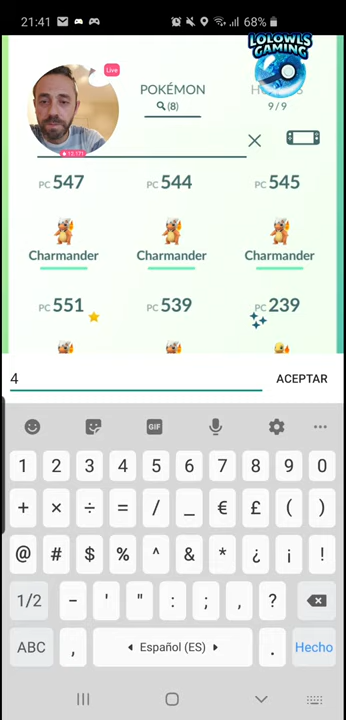 21:41
68%
LOLOWLS
GAMING
Live
POKÉMON
(8)
9 / 9
PC 547
PC 544
PC 545
Charmander
Charmander
Charmander
PC 551
PC 539
PC 239
4
ACEPTAR
GIF
1 2 3 4 5 6 7 8 9 0
+ × ÷ = / _ € £ ( )
@ # $ % ^ & * ¿ ¡ !
1/2 - ' " : ; , ?
ABC , Español (ES) . Hecho